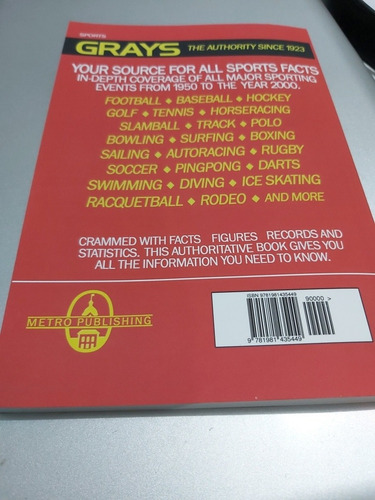 SPORTS
GRAYS THE AUTHORITY SINCE 1923
YOUR SOURCE FOR ALL SPORTS FACTS
IN-DEPTH COVERAGE OF ALL MAJOR SPORTING
EVENTS FROM 1950 TO THE YEAR 2000.
FOOTBALL ◆ BASEBALL ◆ HOCKEY
GOLF ◆ TENNIS ◆ HORSERACING
SLAMBALL ◆ TRACK ◆ POLO
BOWLING ◆ SURFING ◆ BOXING
SAILING ◆ AUTORACING ◆ RUGBY
SOCCER ◆ PINGPONG ◆ DARTS
SWIMMING ◆ DIVING ◆ ICE SKATING
RACQUETBALL ◆ RODEO ◆ AND MORE
CRAMMED WITH FACTS FIGURES RECORDS AND
STATISTICS. THIS AUTHORITATIVE BOOK GIVES YOU
ALL THE INFORMATION YOU NEED TO KNOW.
METRO PUBLISHING
ISBN 9781981435449
90000 >
9 781981 435449